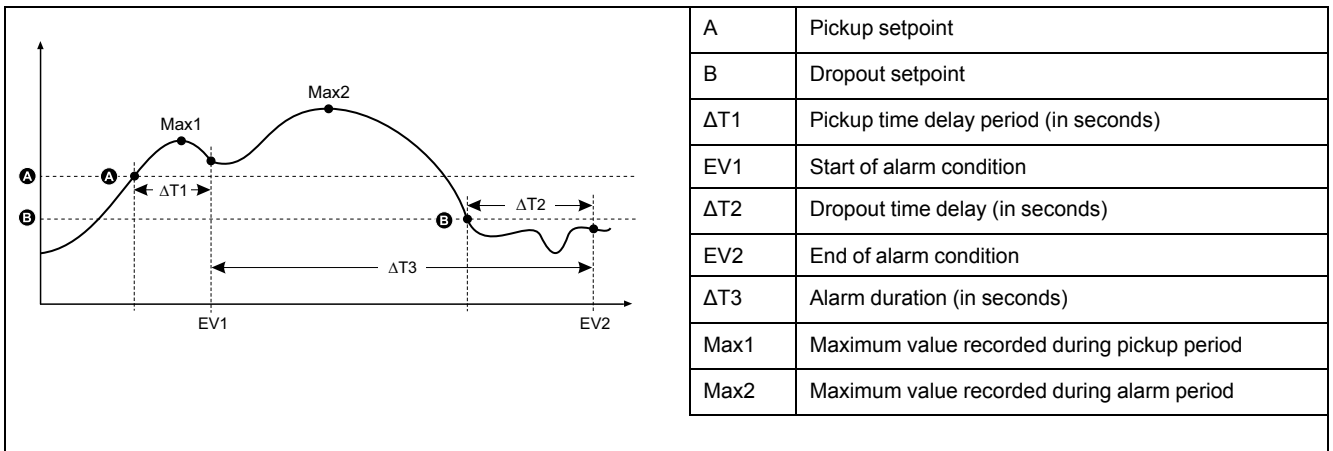 Max1
Max2
A
A
ΔT1
B
B
ΔT2
ΔT3
EV1
EV2
A Pickup setpoint
B Dropout setpoint
ΔT1 Pickup time delay period (in seconds)
EV1 Start of alarm condition
ΔT2 Dropout time delay (in seconds)
EV2 End of alarm condition
ΔT3 Alarm duration (in seconds)
Max1 Maximum value recorded during pickup period
Max2 Maximum value recorded during alarm period